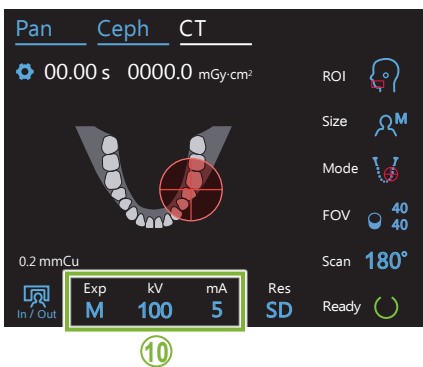 Pan Ceph CT
00.00 s 0000.0 mGy·cm²
ROI
Size M
Mode
FOV 40 40
0.2 mmCu
Scan 180°
Exp kV mA Res
In / Out M 100 5 SD
Ready
10